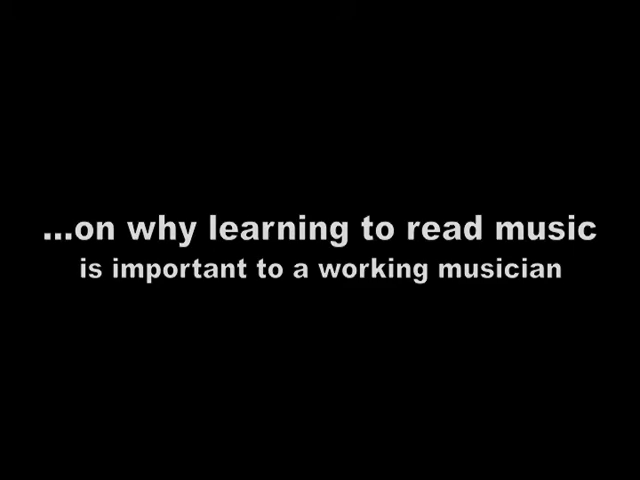 ...on why learning to read music
is important to a working musician